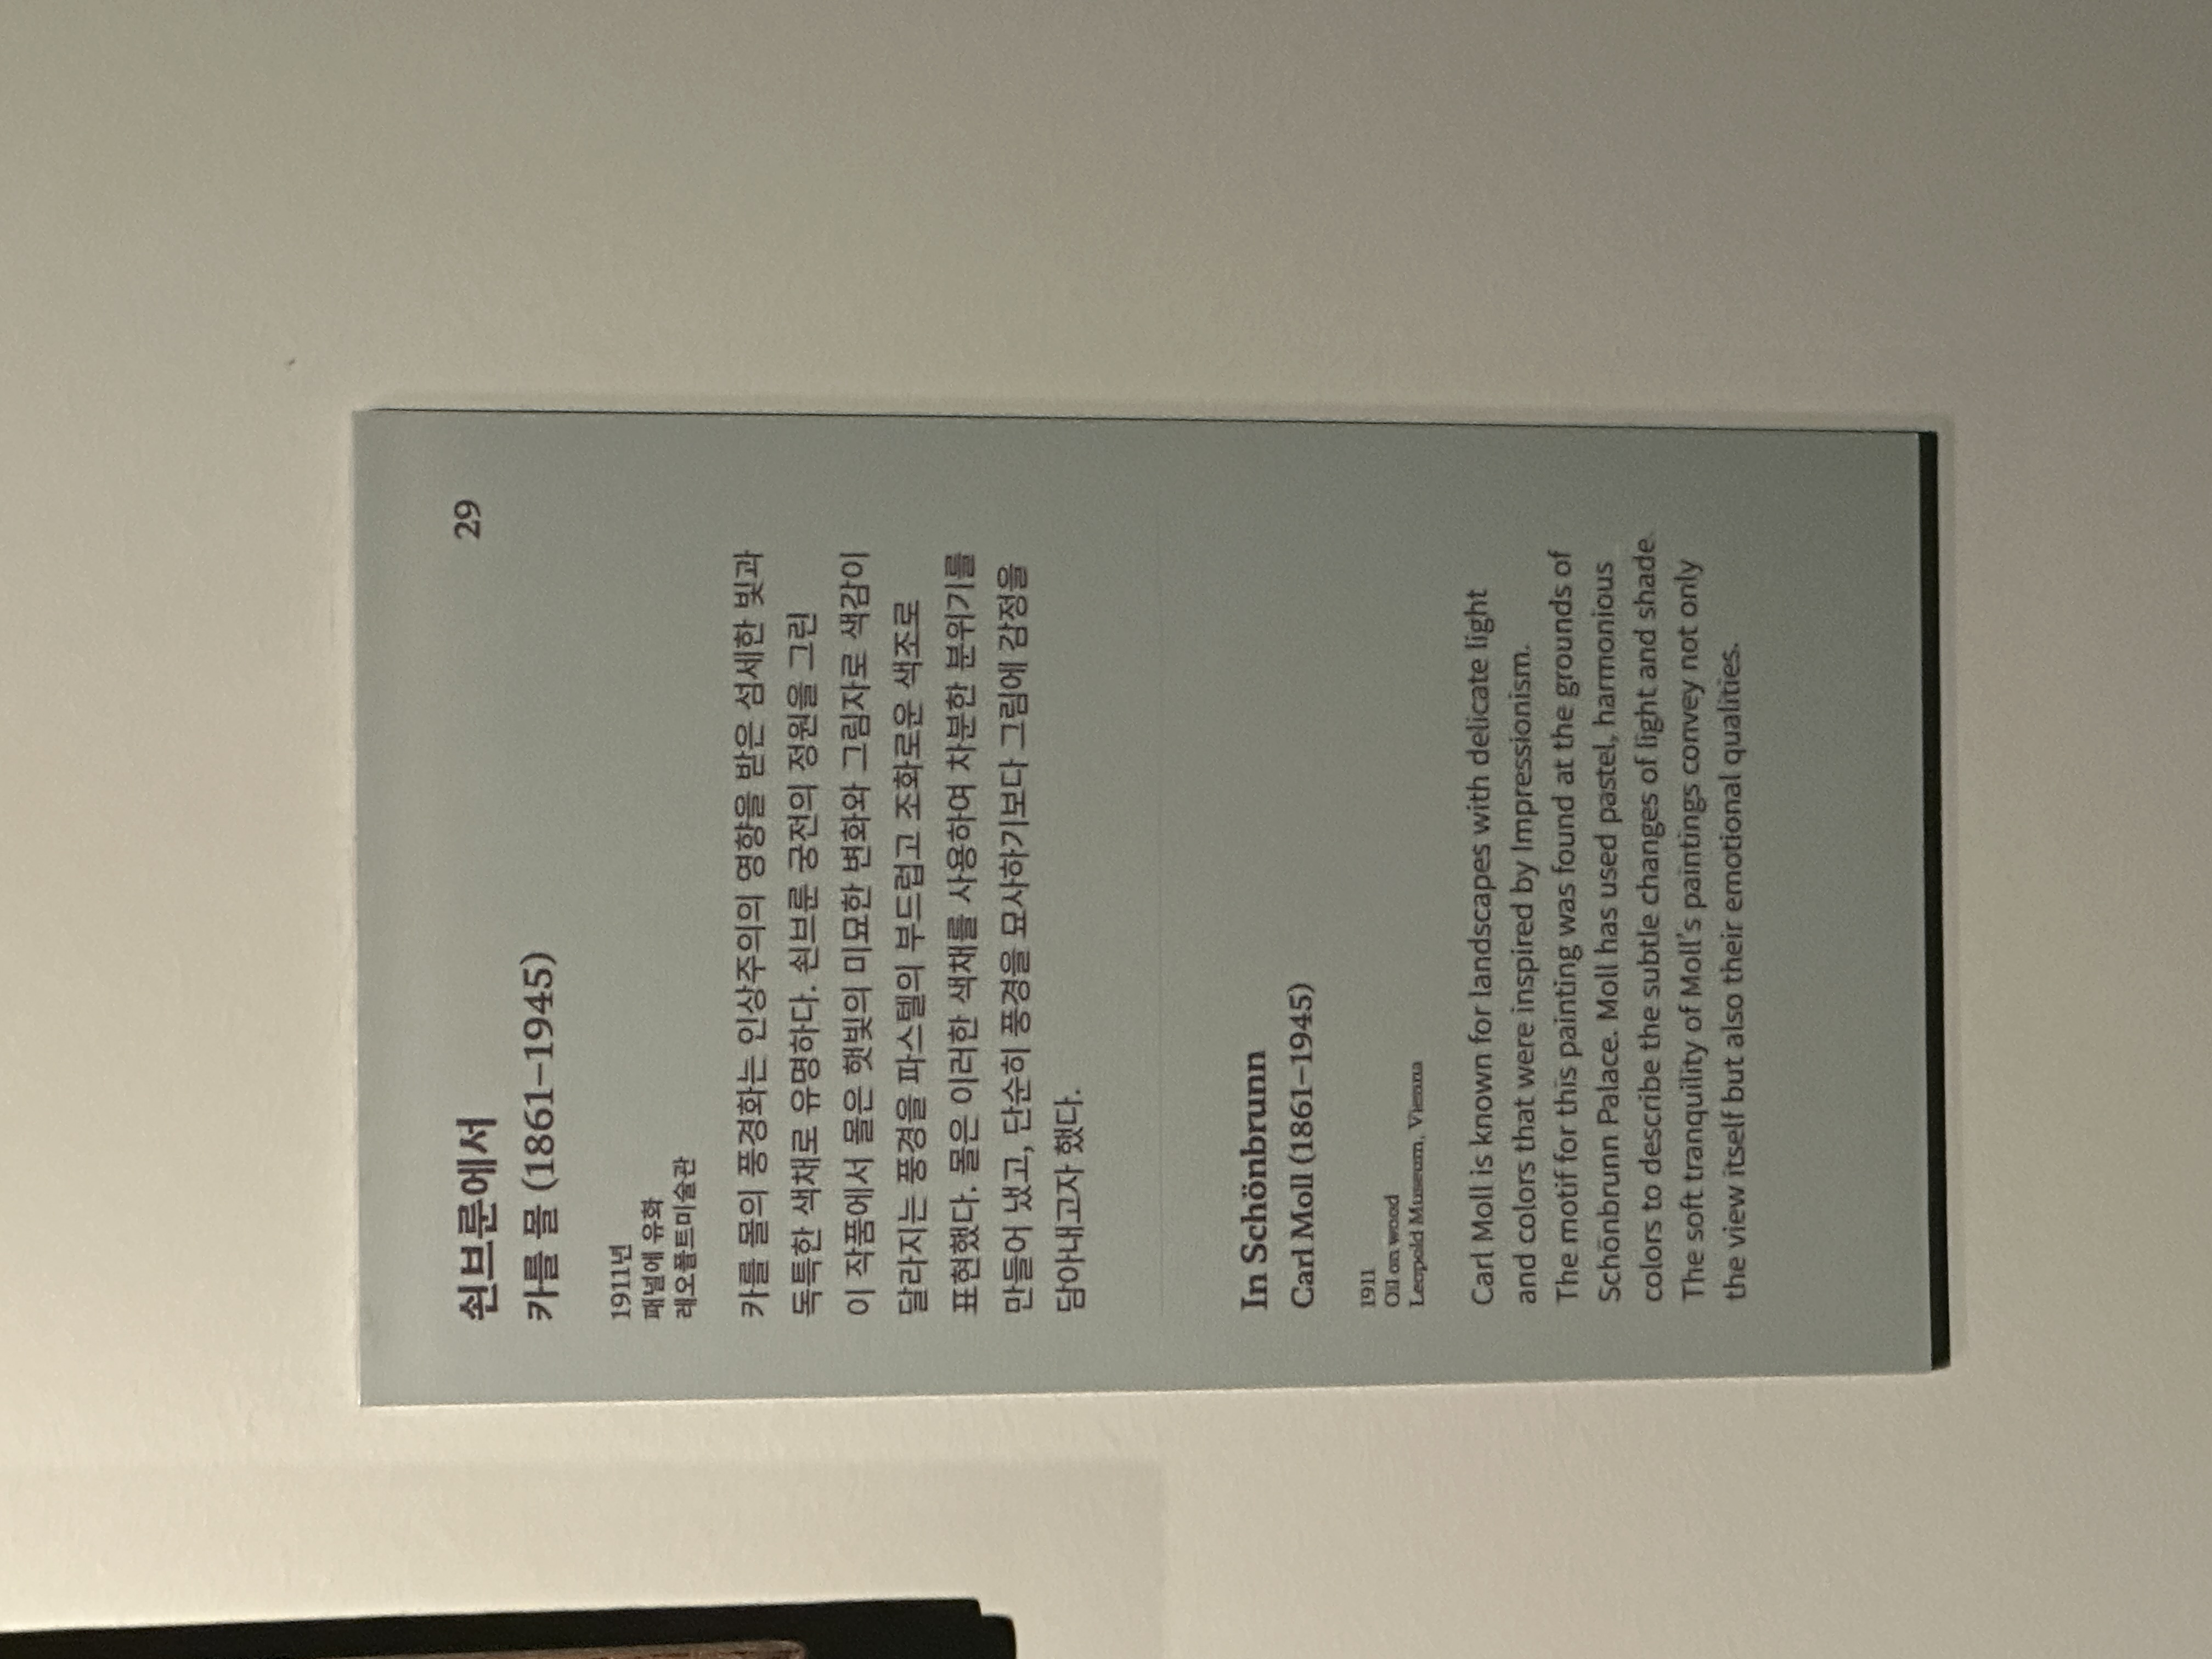 쇤브룬에서 29
카를 몰 (1861–1945)
1911년
패널에 유화
레오폴트미술관
카를 몰의 풍경화는 인상주의의 영향을 받은 섬세한 빛과
독특한 색채로 유명하다. 쇤브룬 궁전의 정원을 그린
이 작품에서 몰은 햇빛의 미묘한 변화와 그림자로 색감이
달라지는 풍경을 파스텔의 부드럽고 조화로운 색조로
표현했다. 몰은 이러한 색채를 사용하여 차분한 분위기를
만들어 냈고, 단순히 풍경을 묘사하기보다 그림에 감정을
담아내고자 했다.
In Schönbrunn
Carl Moll (1861–1945)
1911
Oil on wood
Leopold Museum, Vienna
Carl Moll is known for landscapes with delicate light
and colors that were inspired by Impressionism.
The motif for this painting was found at the grounds of
Schönbrunn Palace. Moll has used pastel, harmonious
colors to describe the subtle changes of light and shade.
The soft tranquility of Moll's paintings convey not only
the view itself but also their emotional qualities.